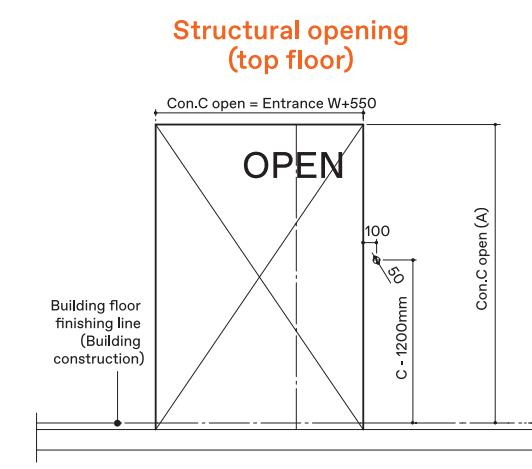 Structural opening
(top floor)
Con.C open = Entrance W+550
OPEN
100
50
C - 1200mm
Con.C open (A)
Building floor
finishing line
(Building
construction)